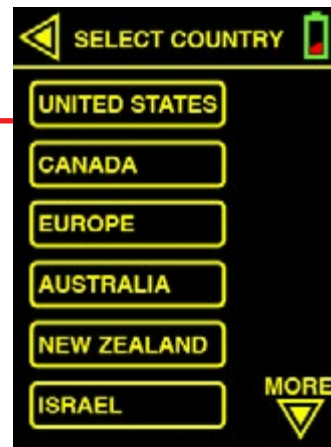 SELECT COUNTRY
UNITED STATES
CANADA
EUROPE
AUSTRALIA
NEW ZEALAND
ISRAEL
MORE